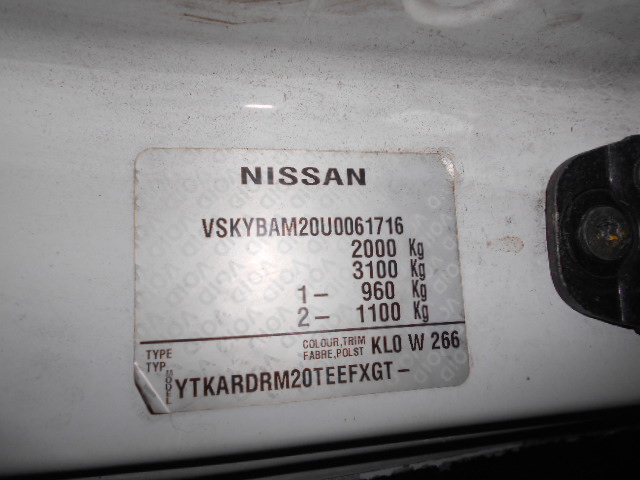 NISSAN
VSKYBAM20U0061716
2000 Kg
3100 Kg
1- 960 Kg
2- 1100 Kg
TYPE COLOUR,TRIM KL0 W 266
TYP. FABRE,POLST
MODEL YTKARDRM20TEEFXGT-